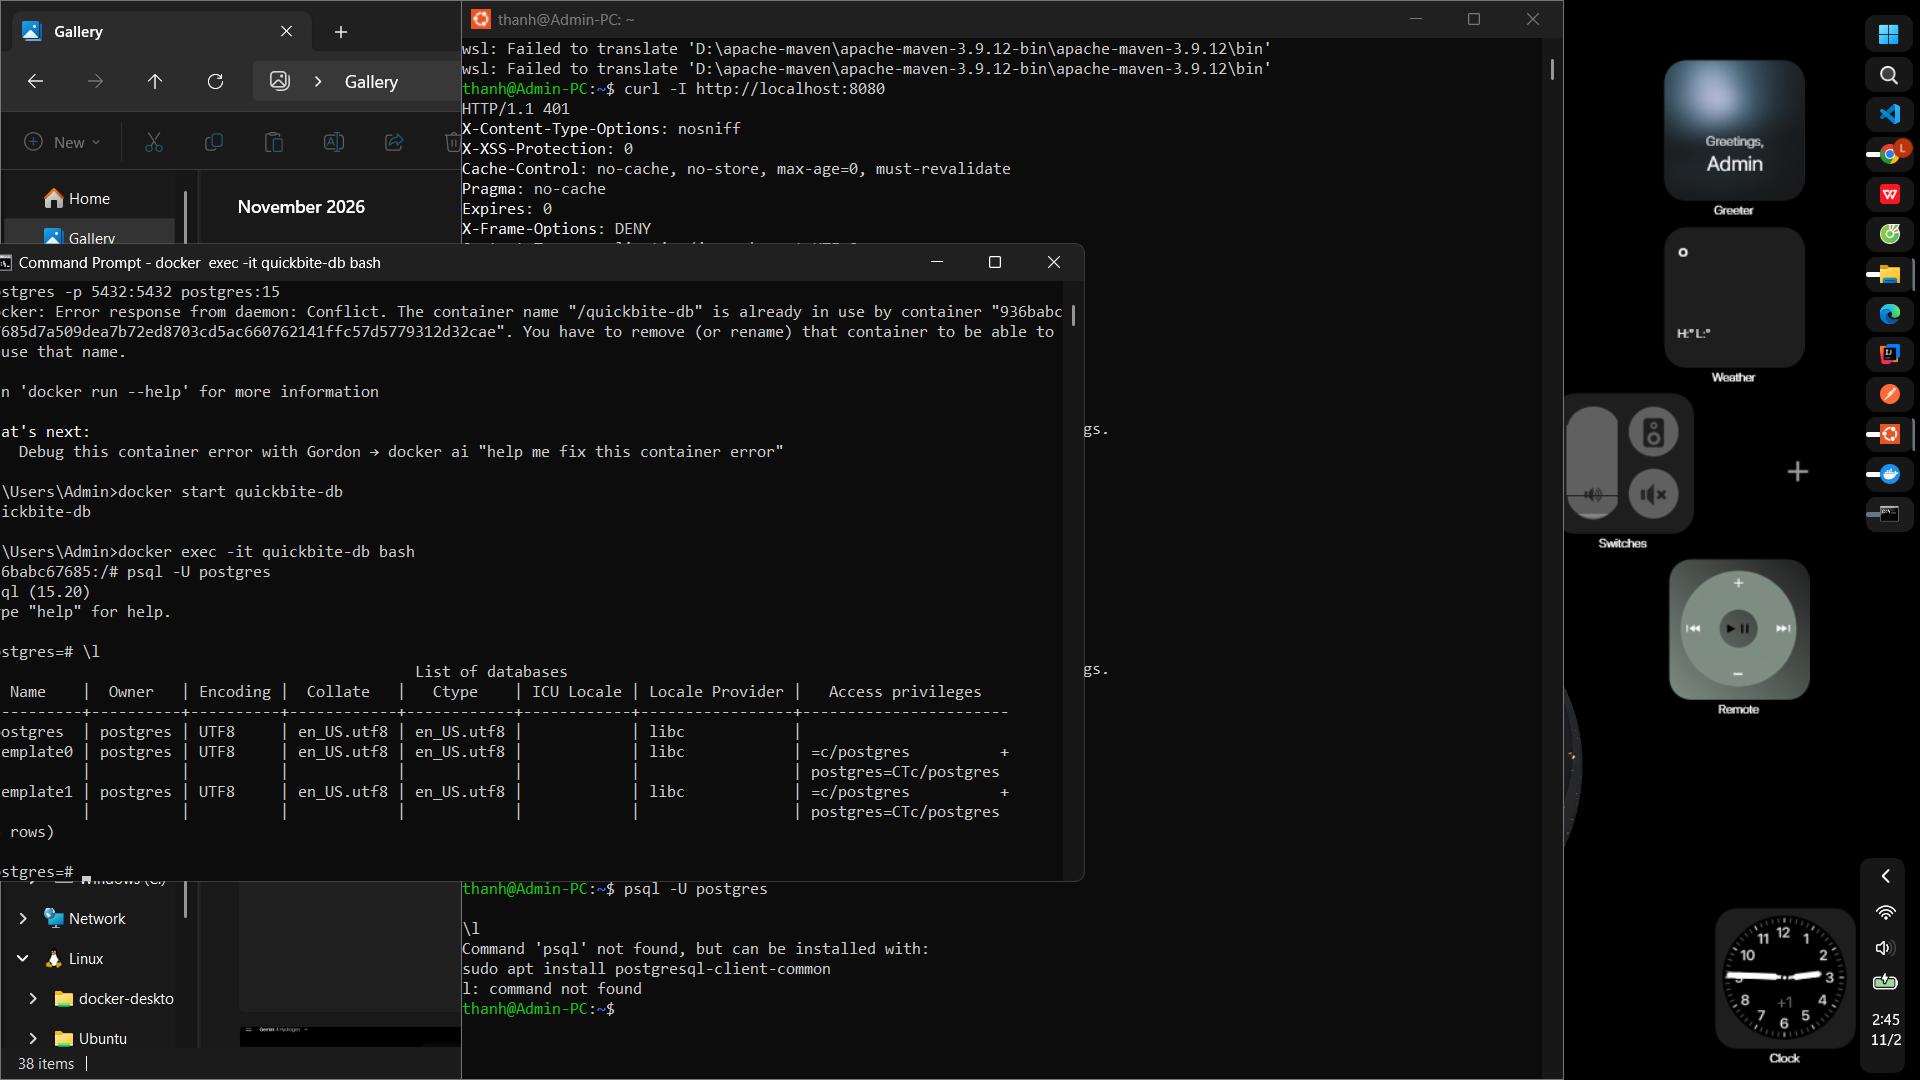 Gallery
Gallery
New
Home
Gallery
November 2026
thanh@Admin-PC: ~
wsl: Failed to translate 'D:\apache-maven\apache-maven-3.9.12-bin\apache-maven-3.9.12\bin'
wsl: Failed to translate 'D:\apache-maven\apache-maven-3.9.12-bin\apache-maven-3.9.12\bin'
thanh@Admin-PC:~$ curl -I http://localhost:8080
HTTP/1.1 401
X-Content-Type-Options: nosniff
X-XSS-Protection: 0
Cache-Control: no-cache, no-store, max-age=0, must-revalidate
Pragma: no-cache
Expires: 0
X-Frame-Options: DENY
Command Prompt - docker exec -it quickbite-db bash
stgres -p 5432:5432 postgres:15
cker: Error response from daemon: Conflict. The container name "/quickbite-db" is already in use by container "936babc
685d7a509dea7b72ed8703cd5ac660762141ffc57d5779312d32cae". You have to remove (or rename) that container to be able to
use that name.
n 'docker run --help' for more information
at's next:
Debug this container error with Gordon → docker ai "help me fix this container error"
\Users\Admin>docker start quickbite-db
ickbite-db
\Users\Admin>docker exec -it quickbite-db bash
6babc67685:/# psql -U postgres
ql (15.20)
pe "help" for help.
stgres=# \l
List of databases
Name | Owner | Encoding | Collate | Ctype | ICU Locale | Locale Provider | Access privileges
---------+----------+----------+------------+------------+------------+-----------------+-----------------------
ostgres | postgres | UTF8 | en_US.utf8 | en_US.utf8 | | libc |
emplate0 | postgres | UTF8 | en_US.utf8 | en_US.utf8 | | libc | =c/postgres +
| | | | | | | postgres=CTc/postgres
emplate1 | postgres | UTF8 | en_US.utf8 | en_US.utf8 | | libc | =c/postgres +
| | | | | | | postgres=CTc/postgres
rows)
stgres=#
gs.
gs.
thanh@Admin-PC:~$ psql -U postgres
\l
Command 'psql' not found, but can be installed with:
sudo apt install postgresql-client-common
l: command not found
thanh@Admin-PC:~$
Network
Linux
docker-deskto
Ubuntu
38 items
Greetings,
Admin
Greeter
H:° L:°
Weather
Switches
Remote
12
1
2
3
4
5
6
7
8
10
11
+1
Clock
L
2:45
11/2